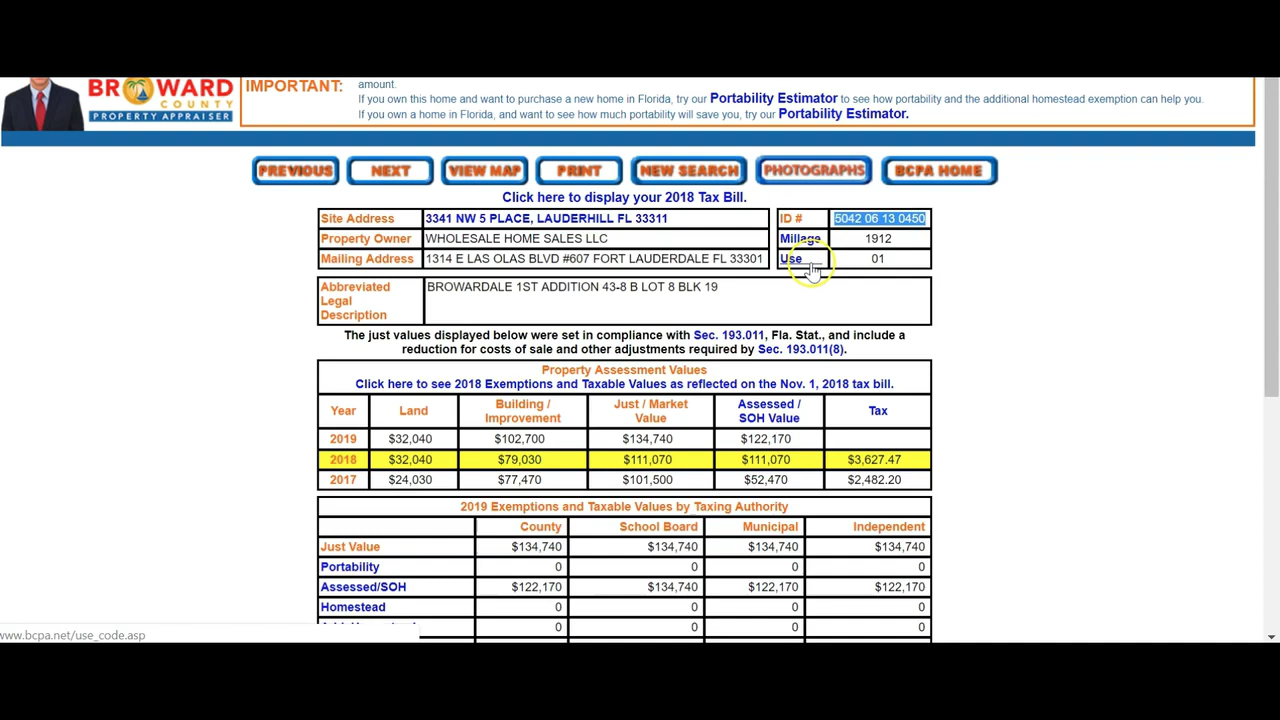 BROWARD
COUNTY
PROPERTY APPRAISER
IMPORTANT:
amount.
If you own this home and want to purchase a new home in Florida, try our Portability Estimator to see how portability and the additional homestead exemption can help you.
If you own a home in Florida, and want to see how much portability will save you, try our Portability Estimator.
PREVIOUS NEXT VIEW MAP PRINT NEW SEARCH PHOTOGRAPHS BCPA HOME
Click here to display your 2018 Tax Bill.
Site Address 3341 NW 5 PLACE, LAUDERHILL FL 33311 ID # 5042 06 13 0450
Property Owner WHOLESALE HOME SALES LLC Millage 1912
Mailing Address 1314 E LAS OLAS BLVD #607 FORT LAUDERDALE FL 33301 Use 01
Abbreviated BROWARDALE 1ST ADDITION 43-8 B LOT 8 BLK 19
Legal
Description
The just values displayed below were set in compliance with Sec. 193.011, Fla. Stat., and include a
reduction for costs of sale and other adjustments required by Sec. 193.011(8).
Property Assessment Values
Click here to see 2018 Exemptions and Taxable Values as reflected on the Nov. 1, 2018 tax bill.
Year Land Building / Improvement Just / Market Value Assessed / SOH Value Tax
2019 $32,040 $102,700 $134,740 $122,170
2018 $32,040 $79,030 $111,070 $111,070 $3,627.47
2017 $24,030 $77,470 $101,500 $52,470 $2,482.20
2019 Exemptions and Taxable Values by Taxing Authority
County School Board Municipal Independent
Just Value $134,740 $134,740 $134,740 $134,740
Portability 0 0 0 0
Assessed/SOH $122,170 $134,740 $122,170 $122,170
Homestead 0 0 0 0
0 0 0 0
www.bcpa.net/use_code.asp